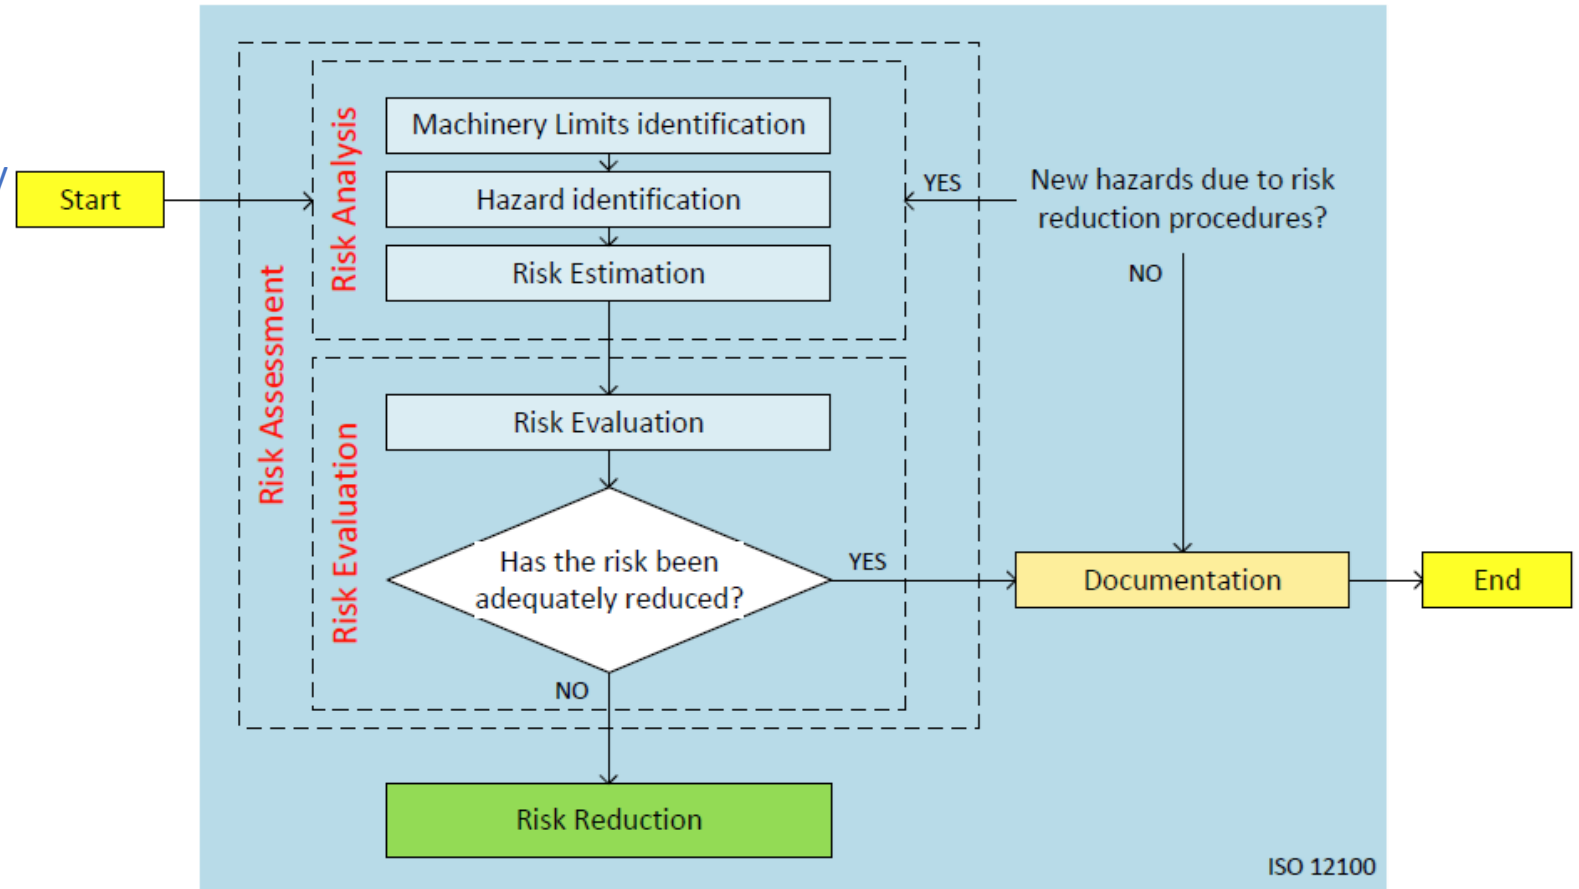 Start
Risk Assessment
Risk Analysis
Machinery Limits identification
Hazard identification
Risk Estimation
YES
New hazards due to risk
reduction procedures?
NO
Risk Evaluation
Risk Evaluation
Has the risk been
adequately reduced?
YES
Documentation
End
NO
Risk Reduction
ISO 12100